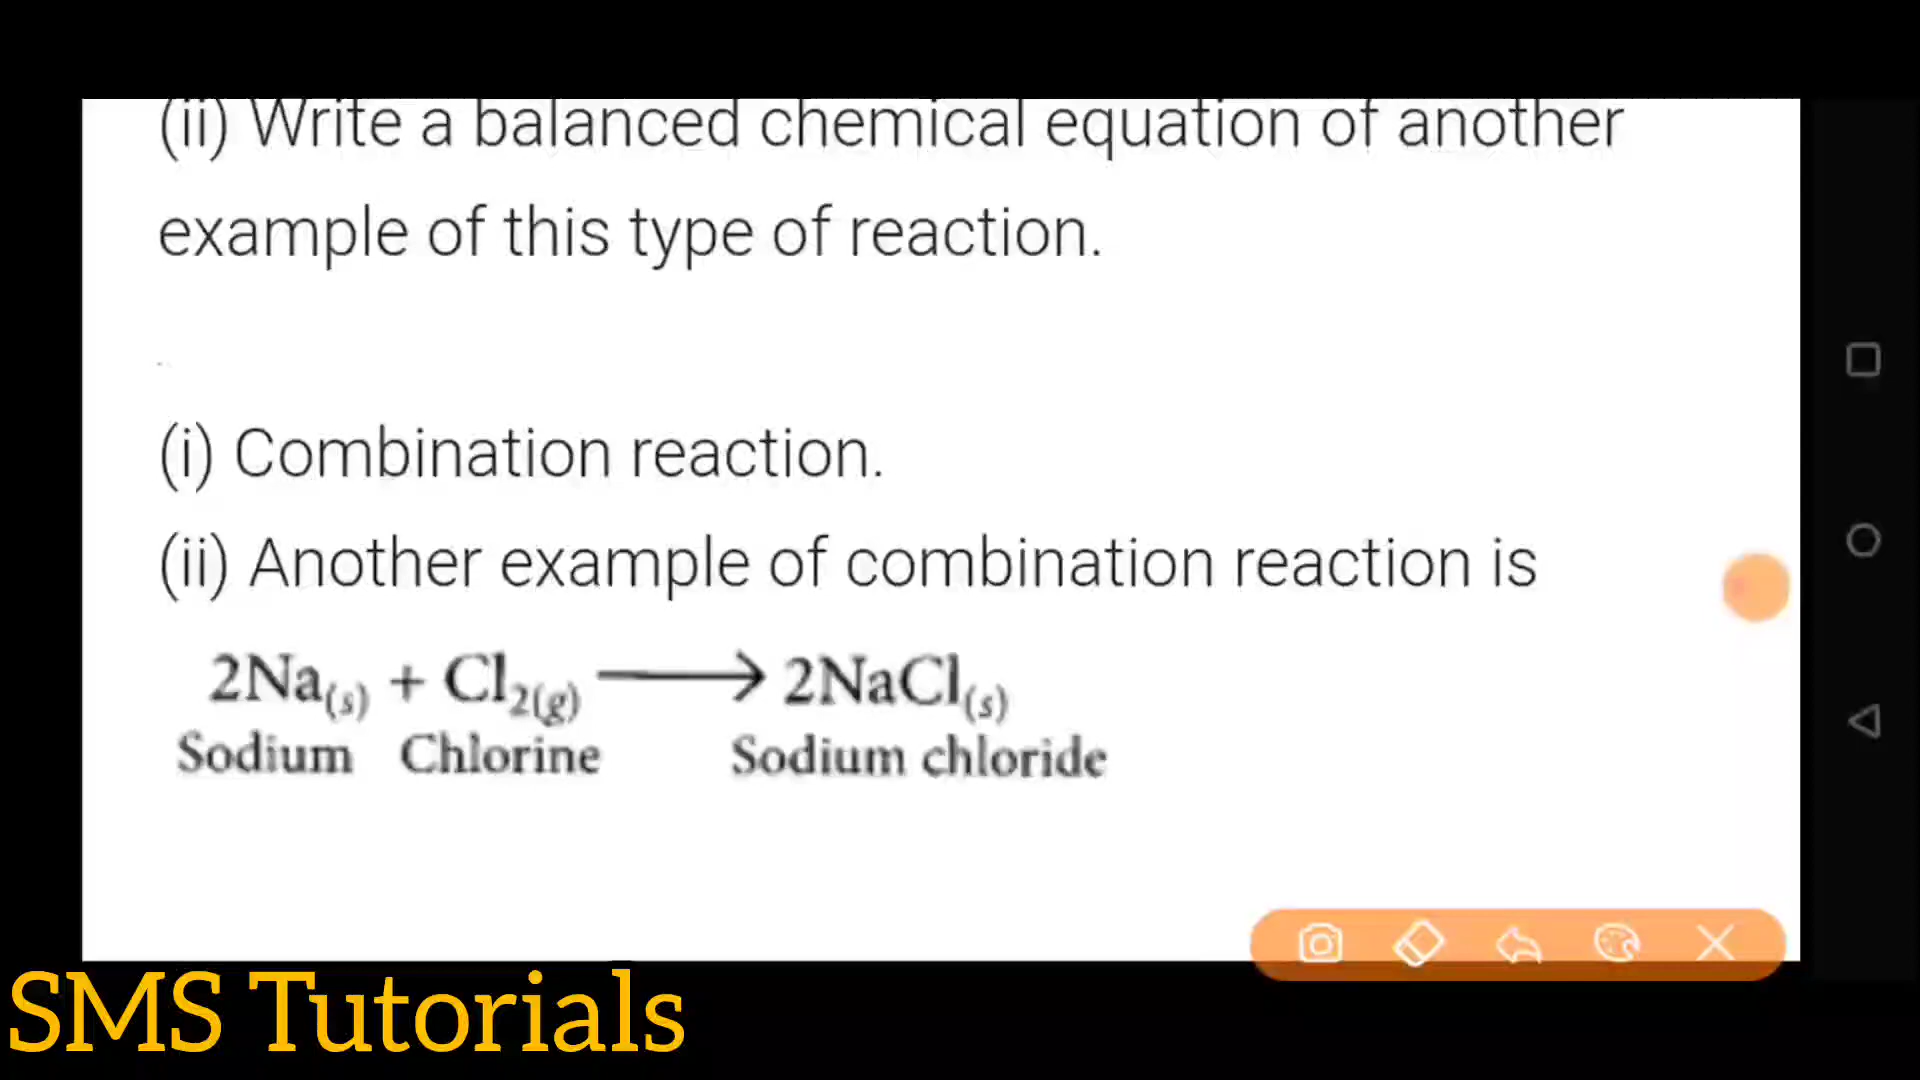 (ii) Write a balanced chemical equation of another
example of this type of reaction.
(i) Combination reaction.
(ii) Another example of combination reaction is
2Na(s) + Cl2(g) ⟶ 2NaCl(s)
Sodium Chlorine Sodium chloride
SMS Tutorials